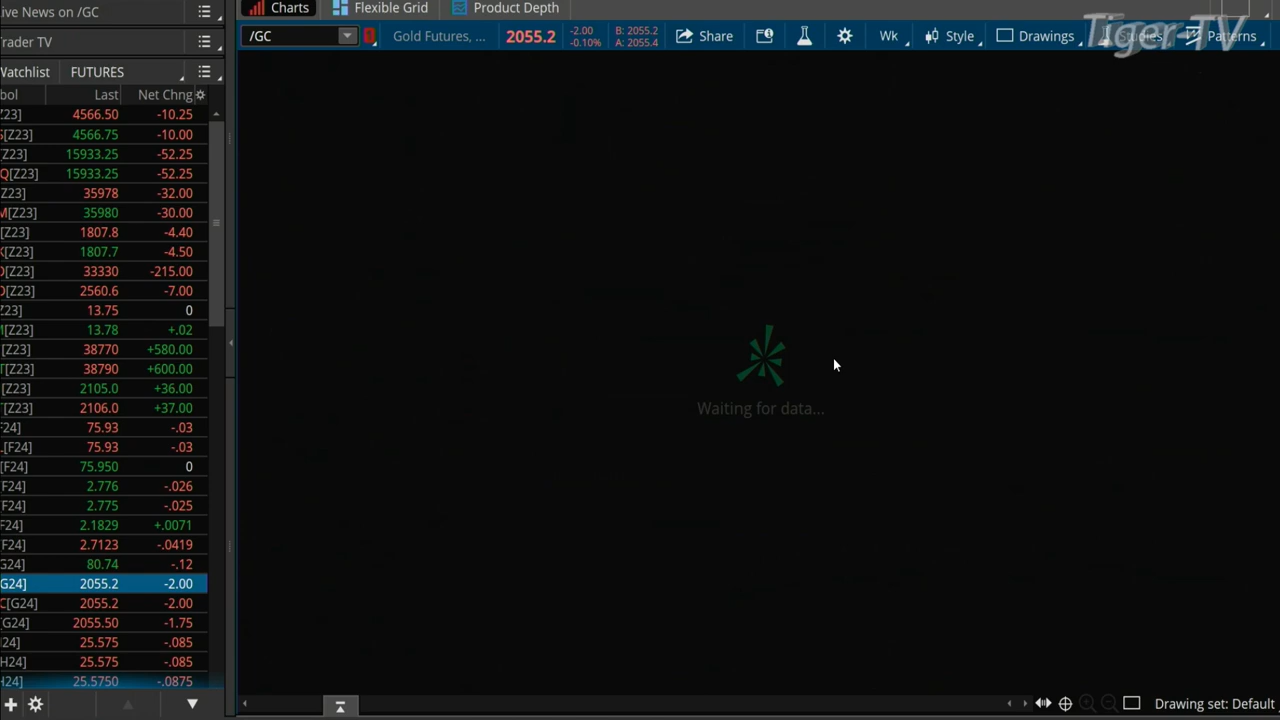 ive News on /GC
Charts
Flexible Grid
Product Depth
Tiger-TV
rader TV
/GC
Gold Futures, ...
2055.2
-2.00
-0.10%
B: 2055.2
A: 2055.4
Share
Wk
Style
Drawings
Studies
Patterns
Vatchlist
FUTURES
bol Last Net Chng
Z23] 4566.50 -10.25
S[Z23] 4566.75 -10.00
Z23] 15933.25 -52.25
Q[Z23] 15933.25 -52.25
Z23] 35978 -32.00
M[Z23] 35980 -30.00
[Z23] 1807.8 -4.40
K[Z23] 1807.7 -4.50
D[Z23] 33330 -215.00
D[Z23] 2560.6 -7.00
Z23] 13.75 0
M[Z23] 13.78 +.02
[Z23] 38770 +580.00
T[Z23] 38790 +600.00
[Z23] 2105.0 +36.00
T[Z23] 2106.0 +37.00
F24] 75.93 -.03
L[F24] 75.93 -.03
[F24] 75.950 0
F24] 2.776 -.026
F24] 2.775 -.025
F24] 2.1829 +.0071
F24] 2.7123 -.0419
G24] 80.74 -.12
G24] 2055.2 -2.00
C[G24] 2055.2 -2.00
[G24] 2055.50 -1.75
H24] 25.575 -.085
H24] 25.575 -.085
H24] 25.5750 -.0875
Waiting for data...
Drawing set: Default